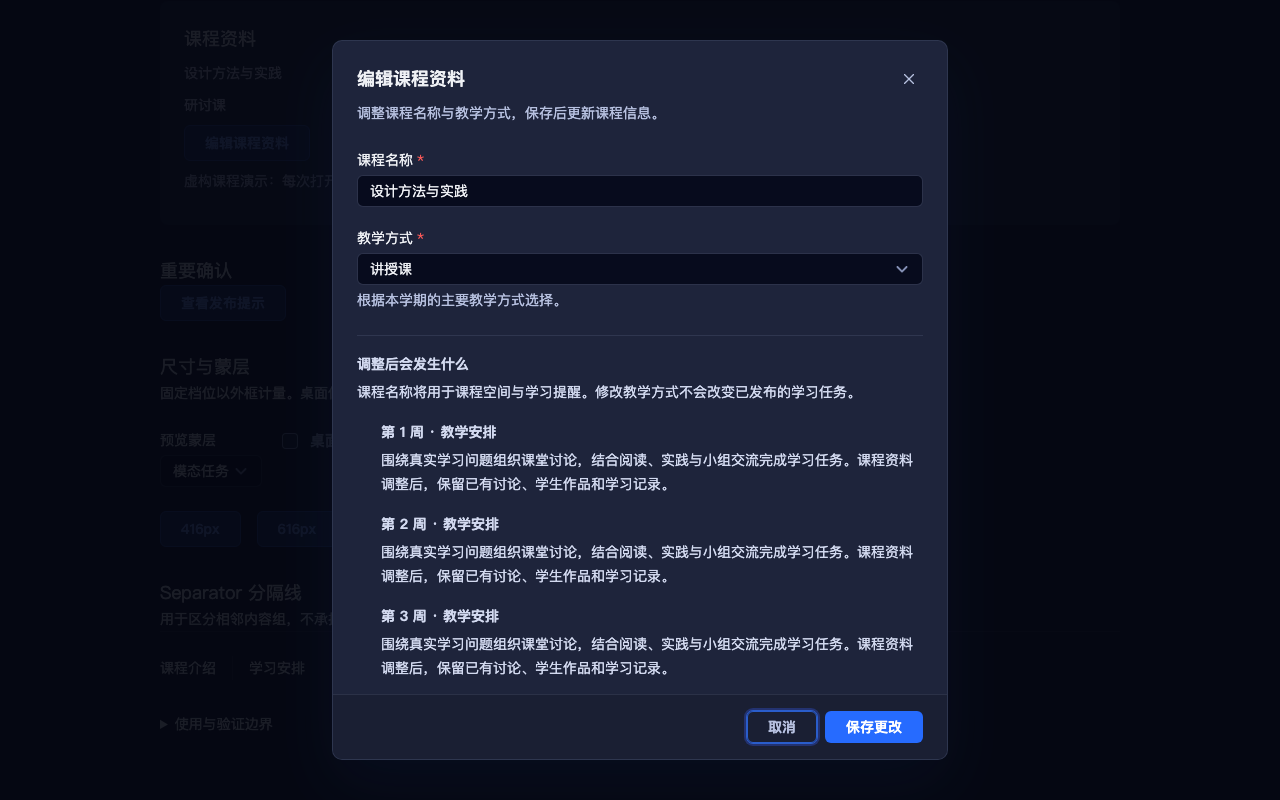 课程资料
设计方法与实践
研讨课
编辑课程资料
虚构课程演示：每次打开
重要确认
查看发布提示
尺寸与蒙层
固定档位以外框计量。桌面
预览蒙层
桌面
模态任务
416px
616px
Separator 分隔线
用于区分相邻内容组，不承
课程介绍
学习安排
使用与验证边界
编辑课程资料
调整课程名称与教学方式，保存后更新课程信息。
课程名称 *
设计方法与实践
教学方式 *
讲授课
根据本学期的主要教学方式选择。
调整后会发生什么
课程名称将用于课程空间与学习提醒。修改教学方式不会改变已发布的学习任务。
第 1 周 · 教学安排
围绕真实学习问题组织课堂讨论，结合阅读、实践与小组交流完成学习任务。课程资料
调整后，保留已有讨论、学生作品和学习记录。
第 2 周 · 教学安排
围绕真实学习问题组织课堂讨论，结合阅读、实践与小组交流完成学习任务。课程资料
调整后，保留已有讨论、学生作品和学习记录。
第 3 周 · 教学安排
围绕真实学习问题组织课堂讨论，结合阅读、实践与小组交流完成学习任务。课程资料
调整后，保留已有讨论、学生作品和学习记录。
取消
保存更改